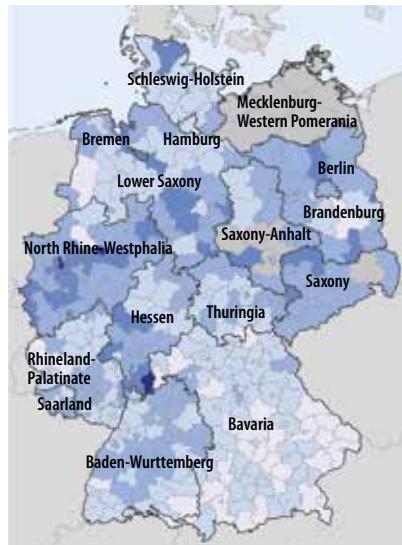 Schleswig-Holstein
Mecklenburg-
Western Pomerania
Bremen
Hamburg
Berlin
Lower Saxony
Brandenburg
Saxony-Anhalt
North Rhine-Westphalia
Saxony
Hessen
Thuringia
Rhineland-
Palatinate
Saarland
Bavaria
Baden-Wurttemberg